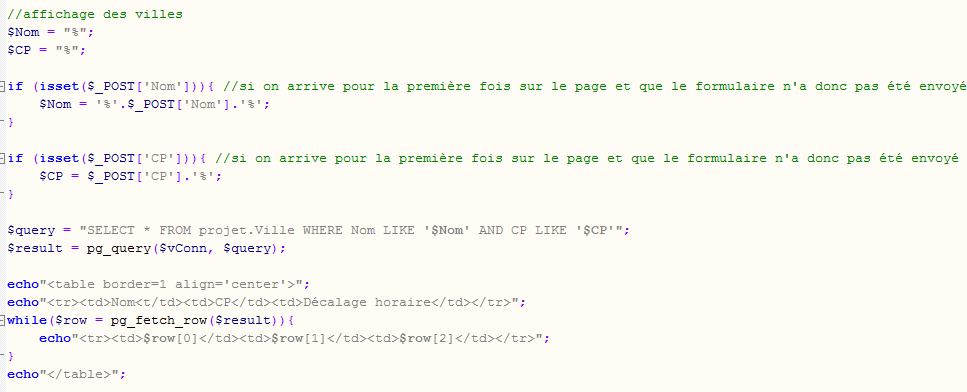 //affichage des villes
$Nom = "%";
$CP = "%";
if (isset($_POST['Nom'])){ //si on arrive pour la première fois sur le page et que le formulaire n'a donc pas été envoyé
$Nom = '%'.$_POST['Nom'].'%';
}
if (isset($_POST['CP'])){ //si on arrive pour la première fois sur le page et que le formulaire n'a donc pas été envoyé
$CP = $_POST['CP'].'%';
}
$query = "SELECT * FROM projet.Ville WHERE Nom LIKE '$Nom' AND CP LIKE '$CP'";
$result = pg_query($vConn, $query);
echo"<table border=1 align='center'>";
echo"<tr><td>Nom<t/td><td>CP</td><td>Décalage horaire</td></tr>";
while($row = pg_fetch_row($result)){
echo"<tr><td>$row[0]</td><td>$row[1]</td><td>$row[2]</td></tr>";
}
echo"</table>";